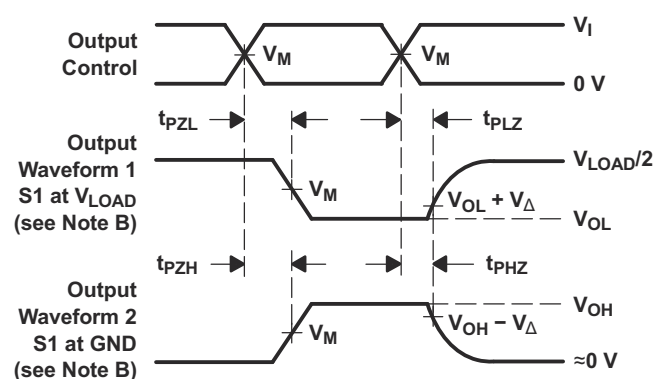 Output
Control
V_M
V_M
V_I
0 V
t_PZL
t_PLZ
Output
Waveform 1
S1 at V_LOAD
(see Note B)
V_M
V_LOAD/2
V_OL + V_Δ
V_OL
t_PZH
t_PHZ
Output
Waveform 2
S1 at GND
(see Note B)
V_M
V_OH
V_OH − V_Δ
≈0 V